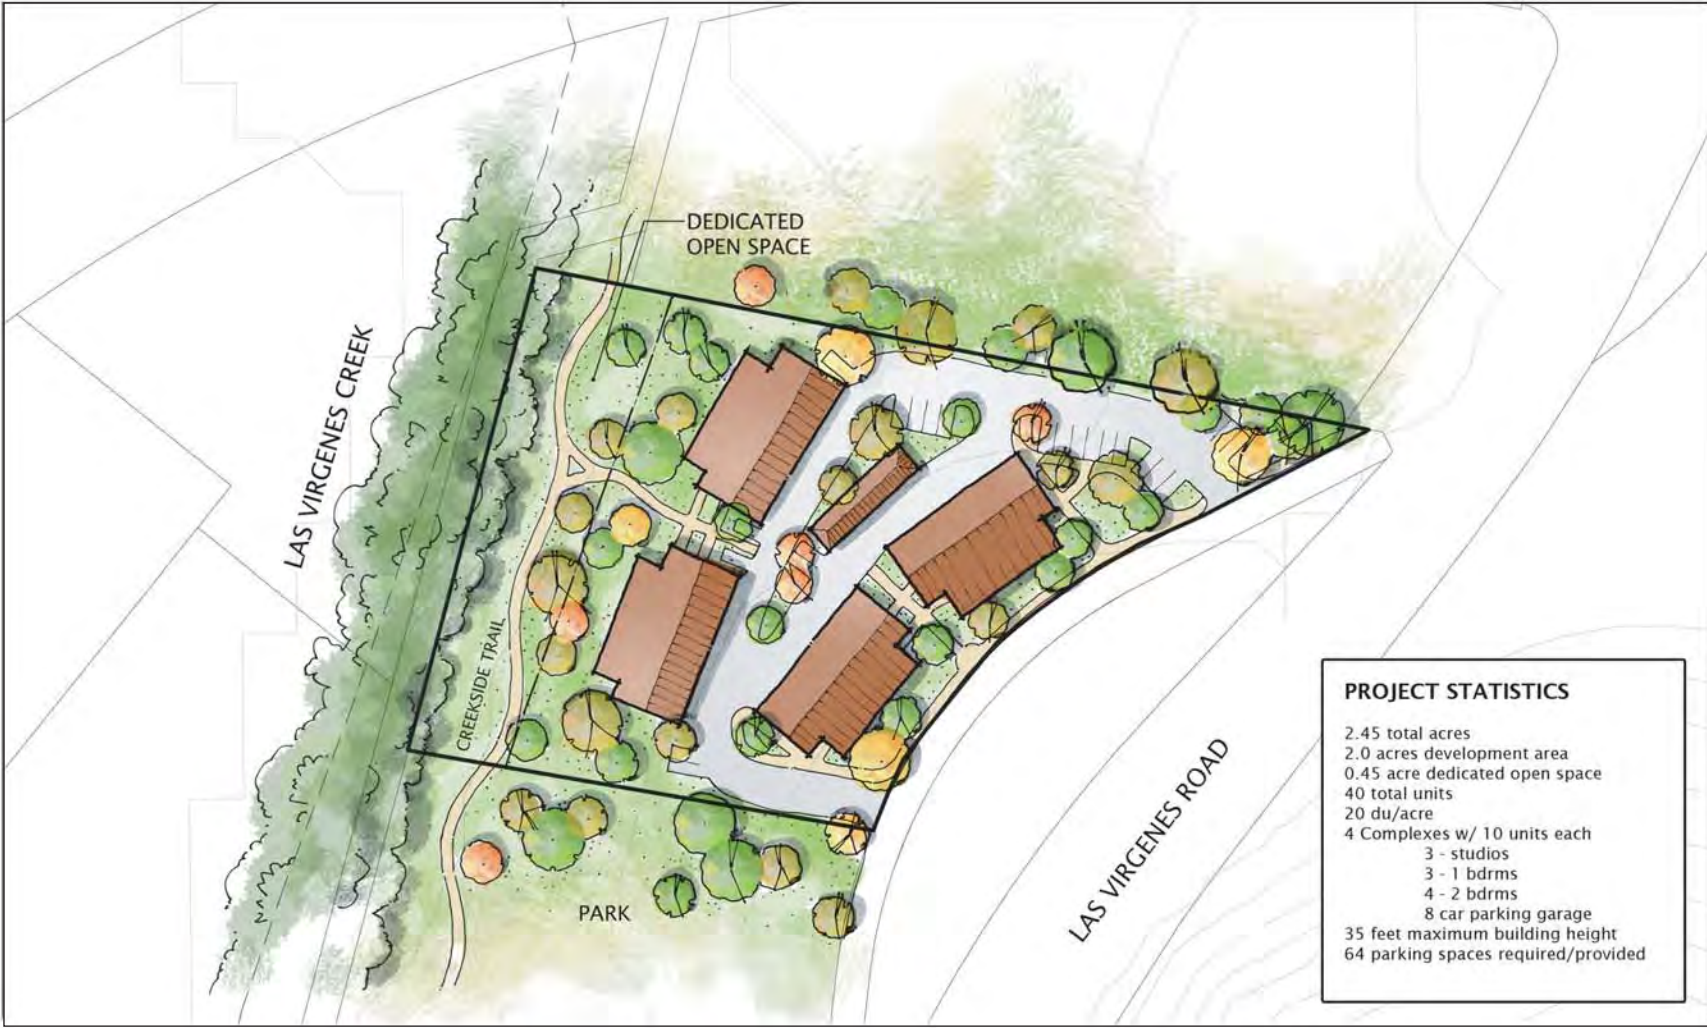 DEDICATED
OPEN SPACE
LAS VIRGENES CREEK
CREEKSIDE TRAIL
PARK
LAS VIRGENES ROAD
PROJECT STATISTICS
2.45 total acres
2.0 acres development area
0.45 acre dedicated open space
40 total units
20 du/acre
4 Complexes w/ 10 units each
3 - studios
3 - 1 bdrms
4 - 2 bdrms
8 car parking garage
35 feet maximum building height
64 parking spaces required/provided